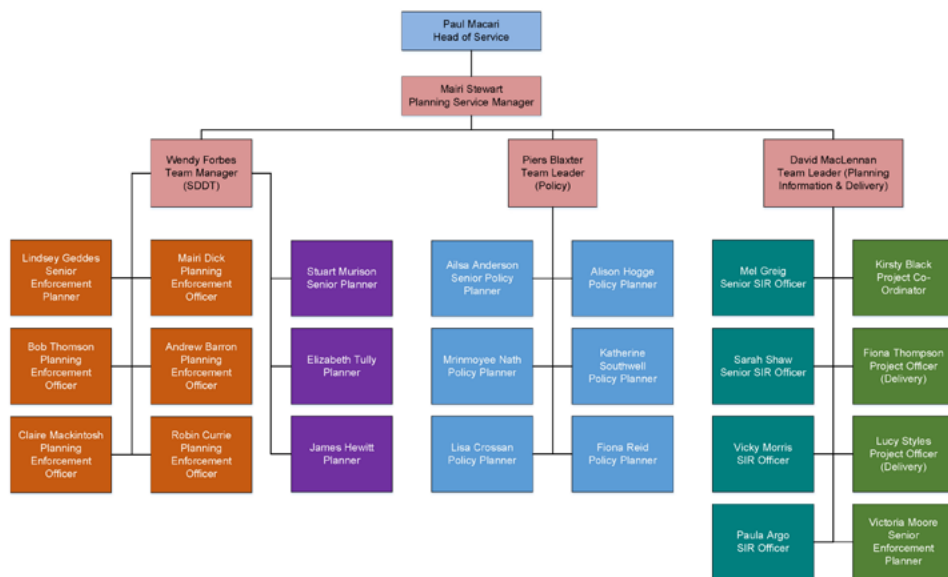 Paul Macari
Head of Service
Mairi Stewart
Planning Service Manager
Wendy Forbes
Team Manager
(SDDT)
Piers Blaxter
Team Leader
(Policy)
David MacLennan
Team Leader (Planning
Information & Delivery)
Lindsey Geddes
Senior
Enforcement
Planner
Mairi Dick
Planning
Enforcement
Officer
Stuart Murison
Senior Planner
Ailsa Anderson
Senior Policy
Planner
Alison Hogge
Policy Planner
Mel Greig
Senior SIR Officer
Kirsty Black
Project Co-
Ordinator
Bob Thomson
Planning
Enforcement
Officer
Andrew Barron
Planning
Enforcement
Officer
Elizabeth Tully
Planner
Mrinmoyee Nath
Policy Planner
Katherine
Southwell
Policy Planner
Sarah Shaw
Senior SIR Officer
Fiona Thompson
Project Officer
(Delivery)
Claire Mackintosh
Planning
Enforcement
Officer
Robin Currie
Planning
Enforcement
Officer
James Hewitt
Planner
Lisa Crossan
Policy Planner
Fiona Reid
Policy Planner
Vicky Morris
SIR Officer
Lucy Styles
Project Officer
(Delivery)
Paula Argo
SIR Officer
Victoria Moore
Senior
Enforcement
Planner